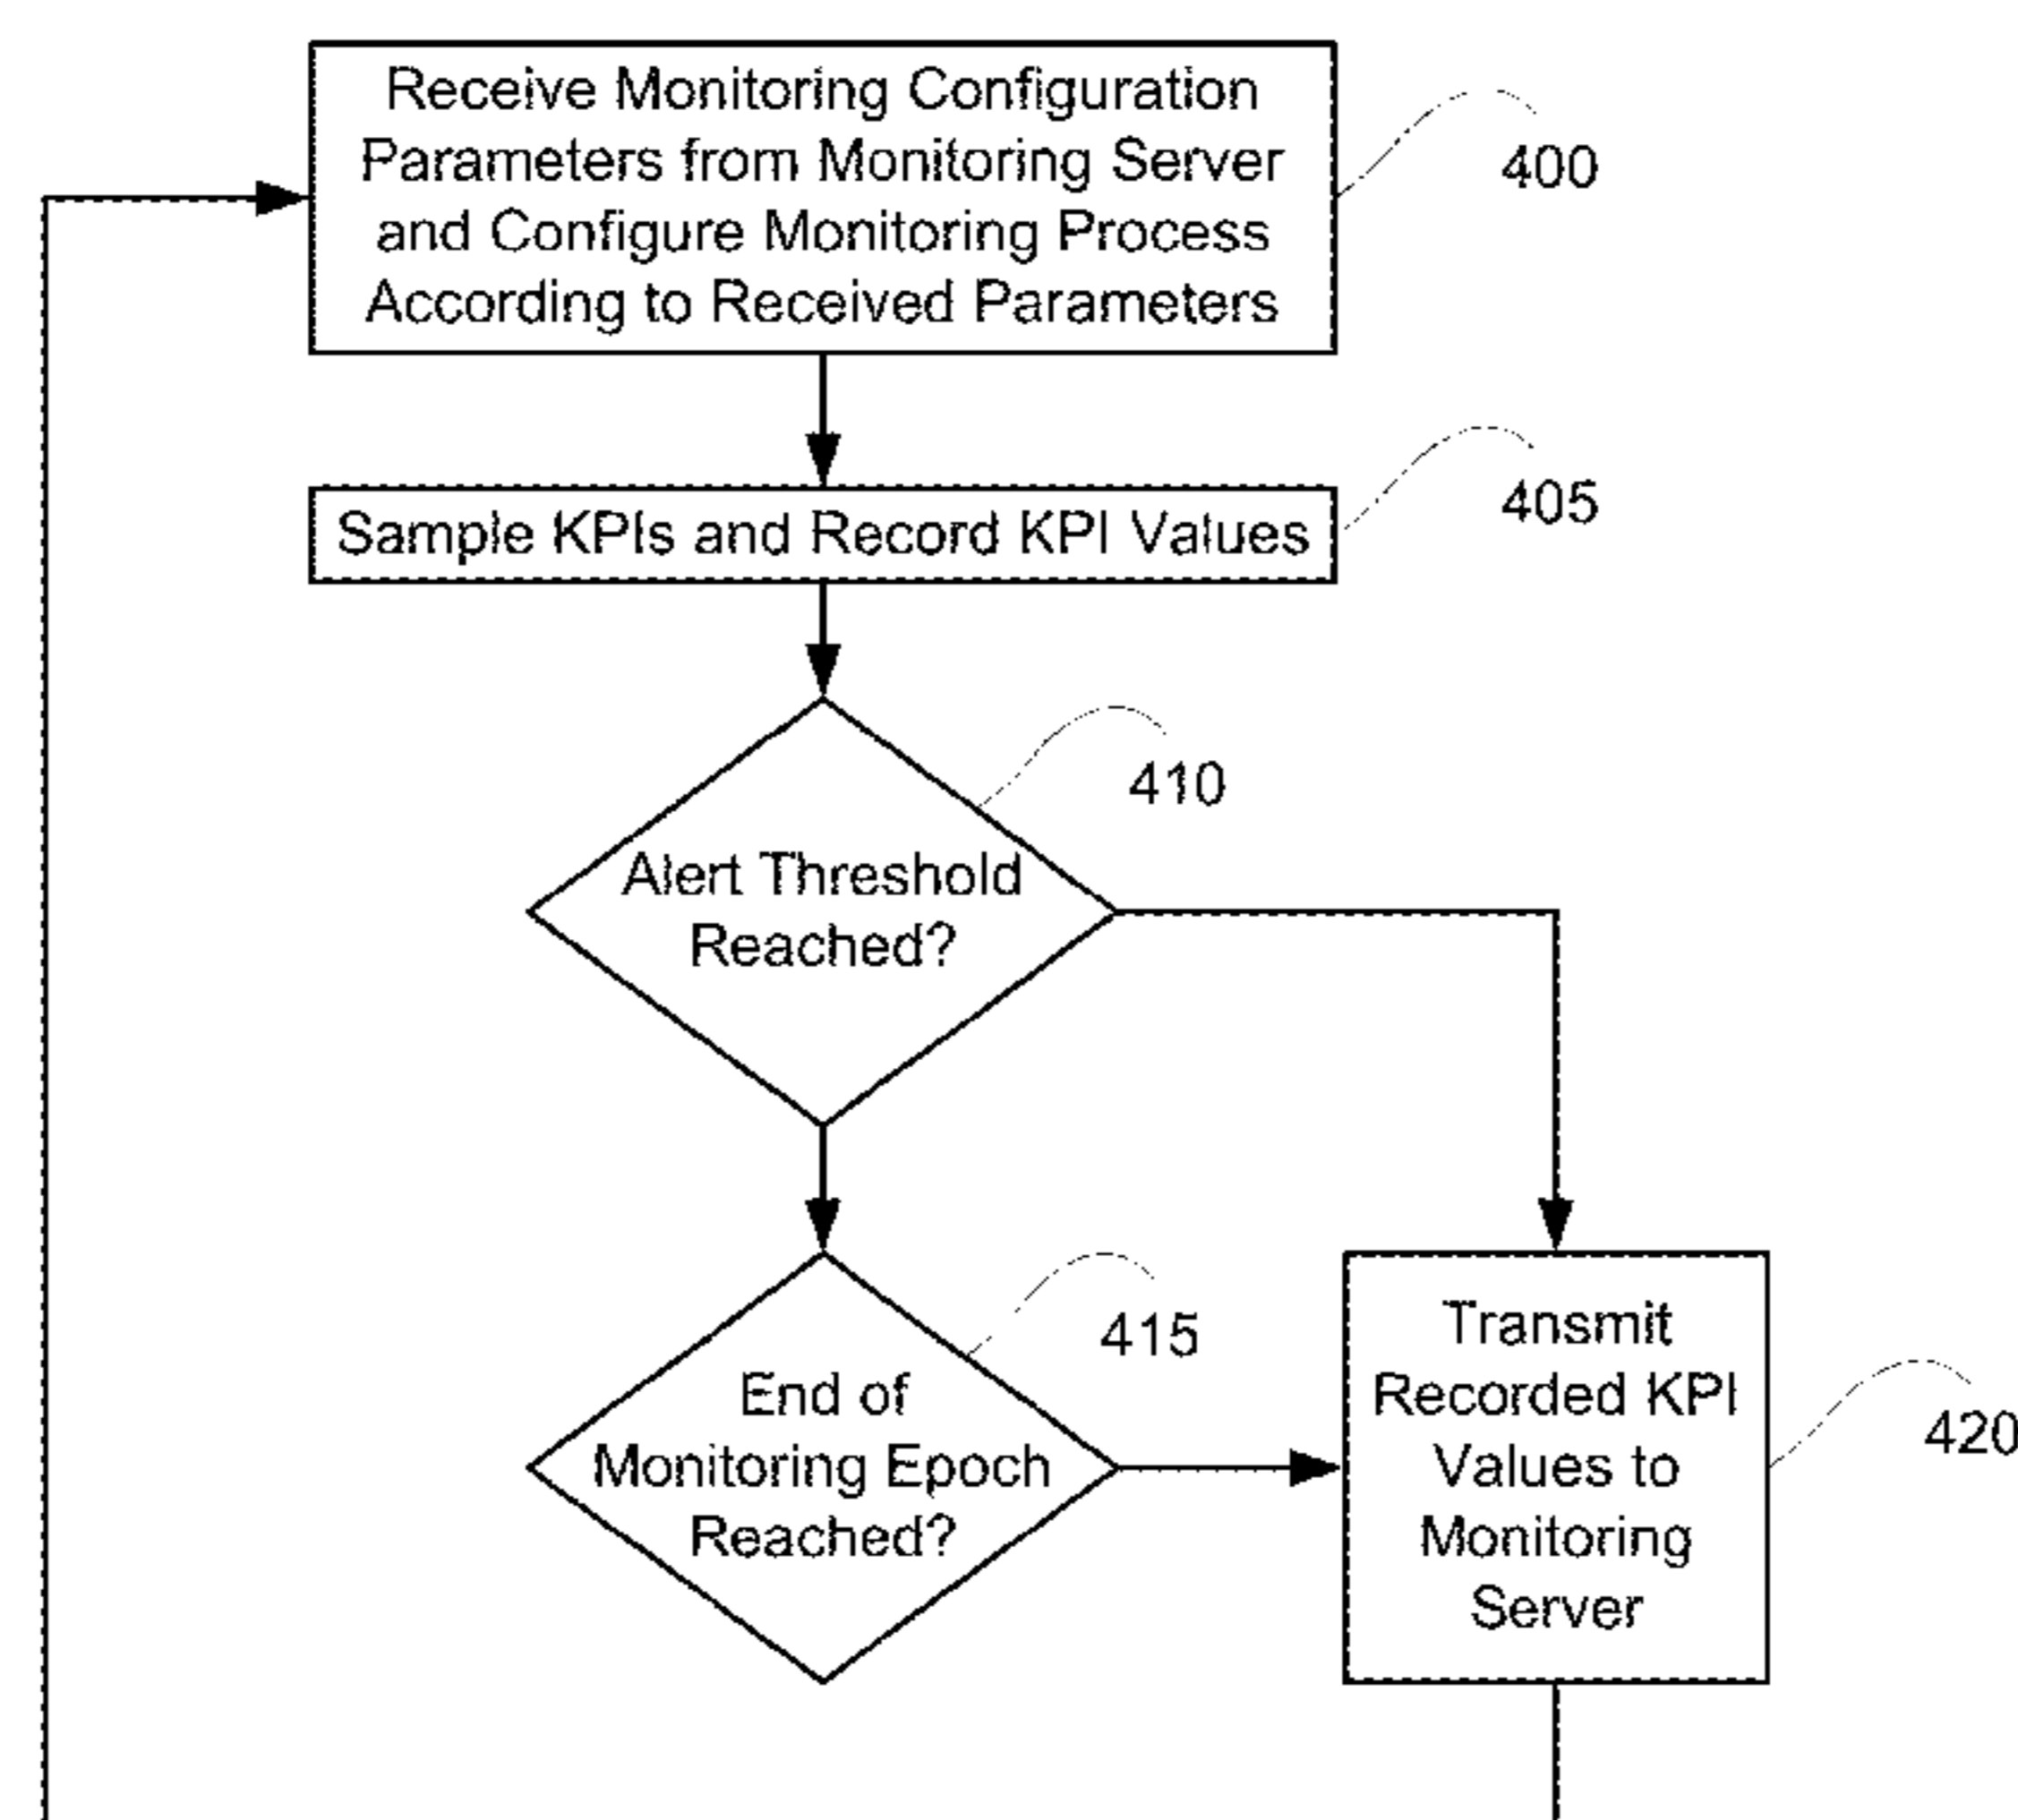 Receive Monitoring Configuration
Parameters from Monitoring Server
and Configure Monitoring Process
According to Received Parameters
400
Sample KPIs and Record KPI Values
405
410
Alert Threshold
Reached?
415
End of
Monitoring Epoch
Reached?
Transmit
Recorded KPI
Values to
Monitoring
Server
420